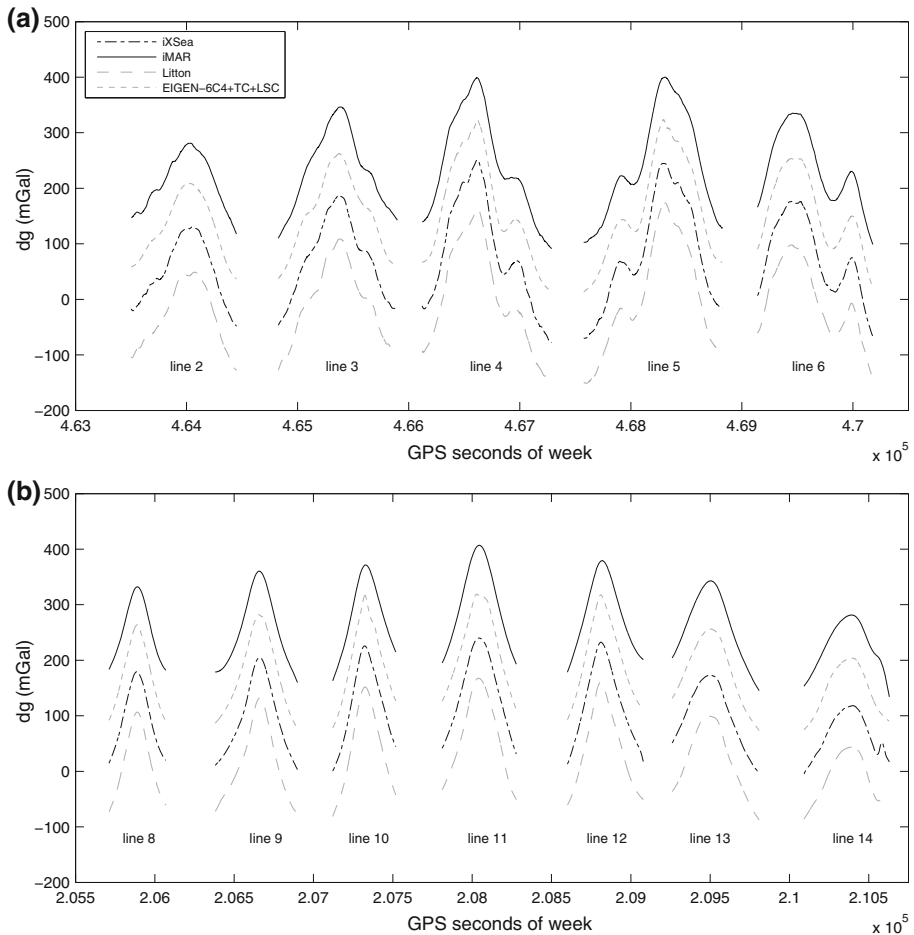 (a)
500
400
300
200
100
0
−100
−200
dg (mGal)
iXSea
iMAR
Litton
EIGEN−6C4+TC+LSC
line 2
line 3
line 4
line 5
line 6
4.63
4.64
4.65
4.66
4.67
4.68
4.69
4.7
GPS seconds of week
x 10^5
(b)
500
400
300
200
100
0
−100
−200
dg (mGal)
line 8
line 9
line 10
line 11
line 12
line 13
line 14
2.055
2.06
2.065
2.07
2.075
2.08
2.085
2.09
2.095
2.1
2.105
GPS seconds of week
x 10^5